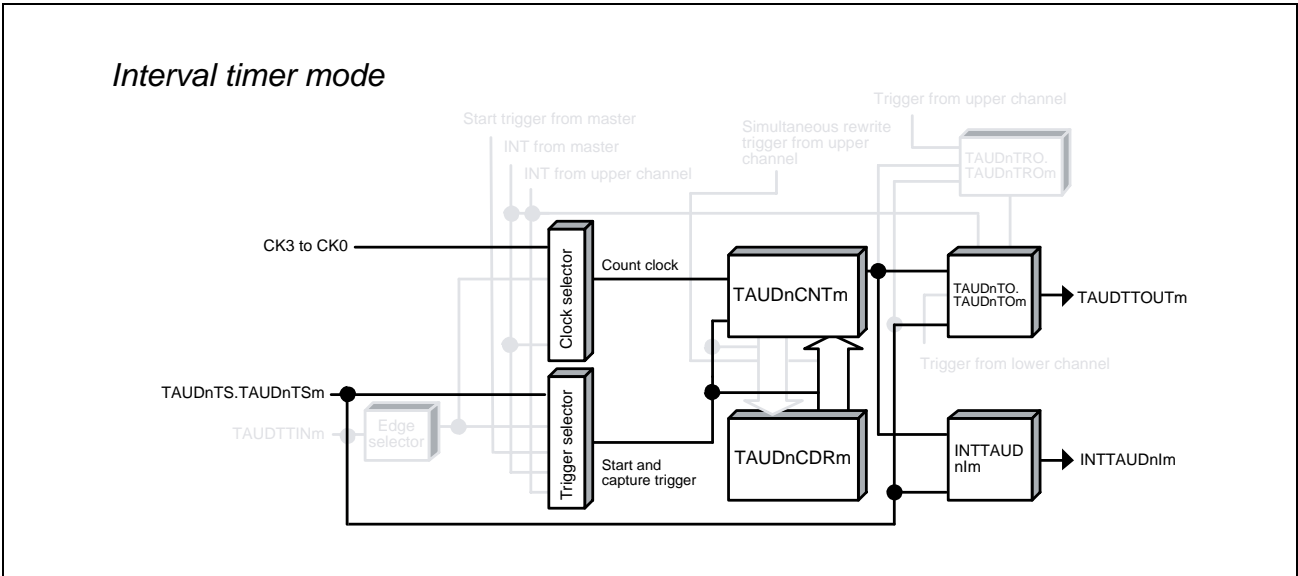 Interval timer mode
Trigger from upper channel
Start trigger from master
Simultaneous rewrite
trigger from upper
channel
INT from master
INT from upper channel
TAUDnTRO.
TAUDnTROm
CK3 to CK0
Clock selector
Count clock
TAUDnCNTm
TAUDnTO.
TAUDnTOm
TAUDTTOUTm
Trigger from lower channel
TAUDnTS.TAUDnTSm
TAUDTTINm
Edge
selector
Trigger selector
Start and
capture trigger
TAUDnCDRm
INTTAUD
nIm
INTTAUDnIm